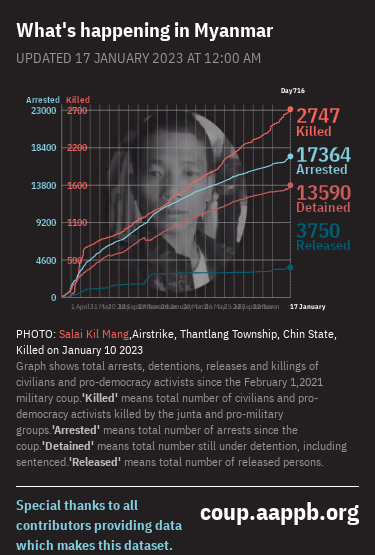 What's happening in Myanmar
UPDATED 17 JANUARY 2023 AT 12:00 AM
Day716
Arrested Killed
23000 2700
2747
Killed
18400 2200
17364
Arrested
13800 1600
13590
Detained
9200 1100
3750
Released
4600 500
0
17 January
PHOTO: Salai Kil Mang,Airstrike, Thantlang Township, Chin State,
Killed on January 10 2023
Graph shows total arrests, detentions, releases and killings of
civilians and pro-democracy activists since the February 1,2021
military coup.'Killed' means total number of civilians and pro-
democracy activists killed by the junta and pro-military
groups.'Arrested' means total number of arrests since the
coup.'Detained' means total number still under detention, including
sentenced.'Released' means total number of released persons.
Special thanks to all
contributors providing data
which makes this dataset.
coup.aappb.org